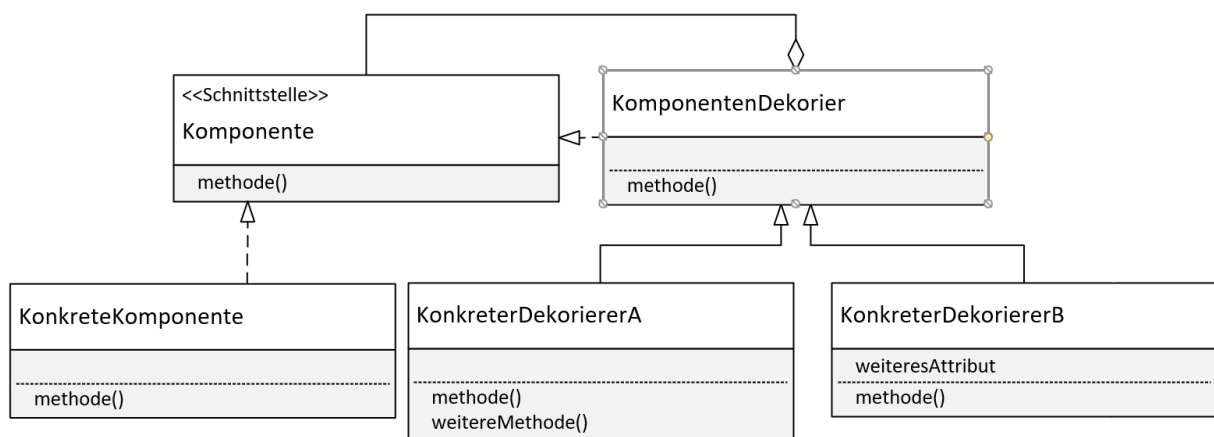 <<Schnittstelle>>
Komponente
methode()
KomponentenDekorier
methode()
KonkreteKomponente
methode()
KonkreterDekoriererA
methode()
weitereMethode()
KonkreterDekoriererB
weiteresAttribut
methode()